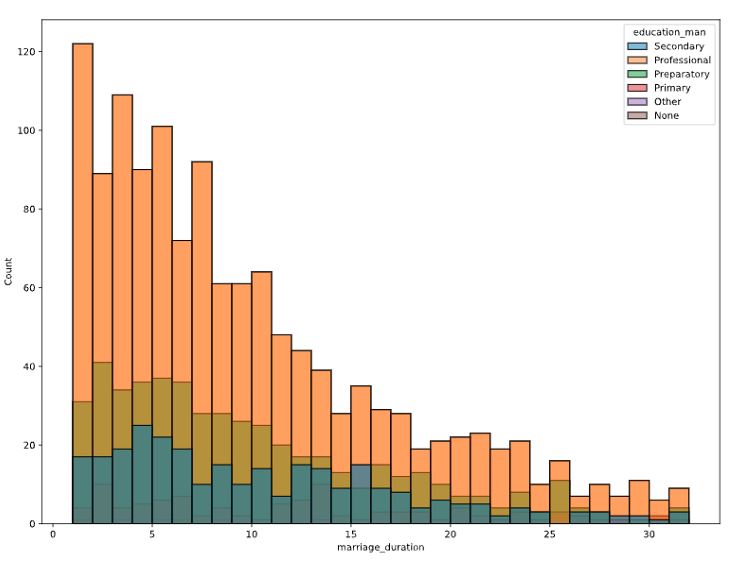 education_man
Secondary
Professional
Preparatory
Primary
Other
None
120
100
80
60
40
20
0
Count
0 5 10 15 20 25 30
marriage_duration